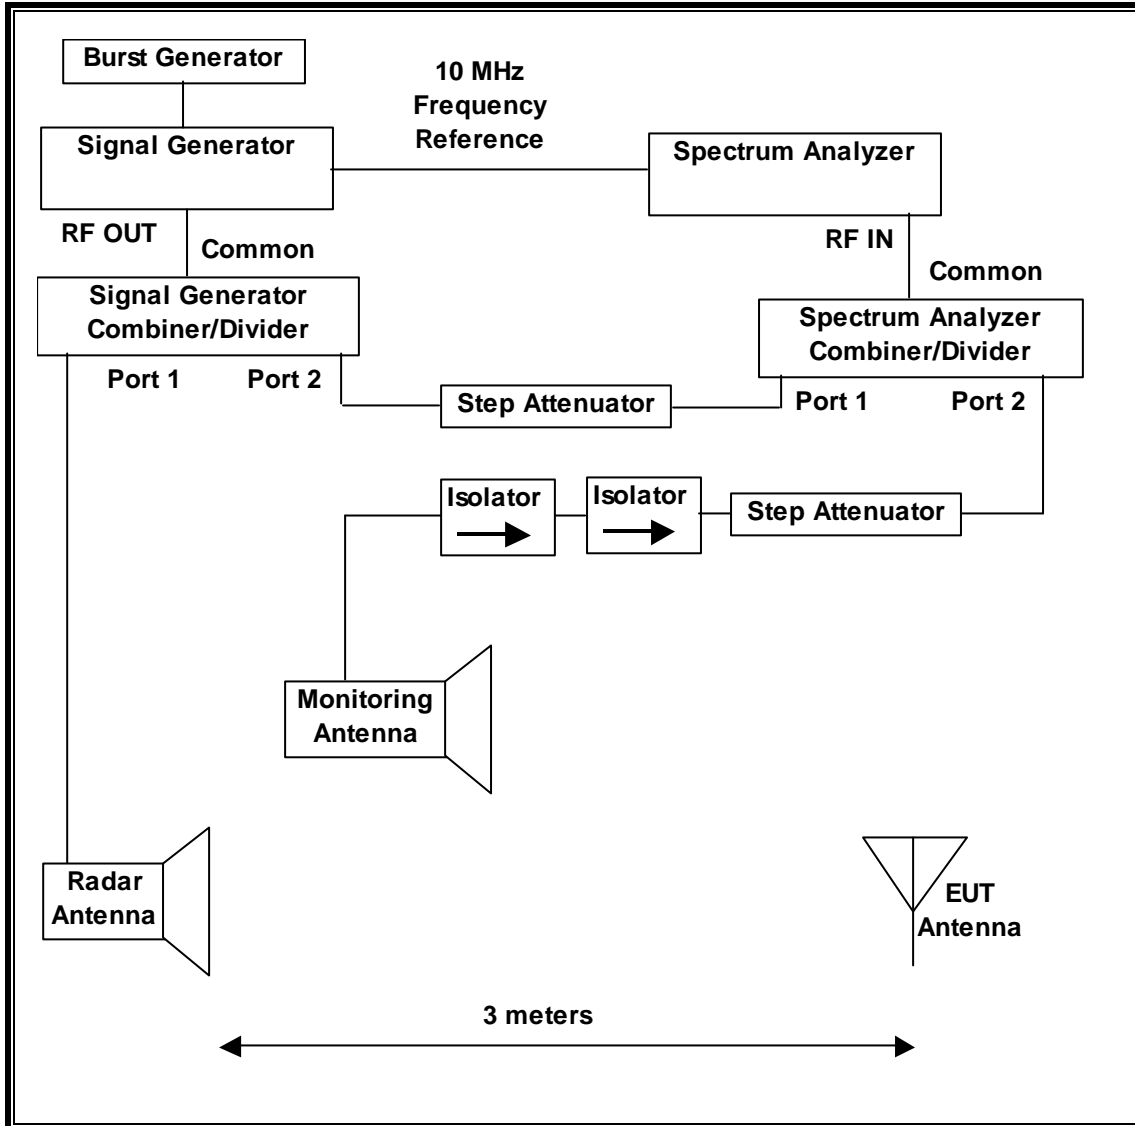 Burst Generator
10 MHz
Frequency
Reference
Signal Generator
Spectrum Analyzer
RF OUT
Common
RF IN
Common
Signal Generator
Combiner/Divider
Spectrum Analyzer
Combiner/Divider
Port 1
Port 2
Step Attenuator
Port 1
Port 2
Isolator
Isolator
Step Attenuator
Monitoring
Antenna
Radar
Antenna
EUT
Antenna
3 meters